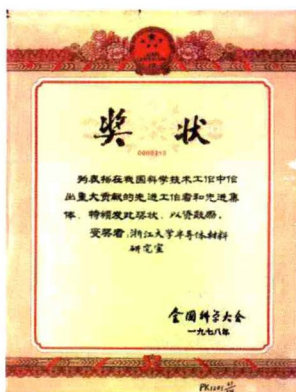 奖状
为表扬在我国科学技术工作中作
出重大贡献的先进工作者和先进集
体，特颁发此奖状，以资鼓励。
受奖者：浙江大学半导体材料
研究室
全国科学大会
一九七八年